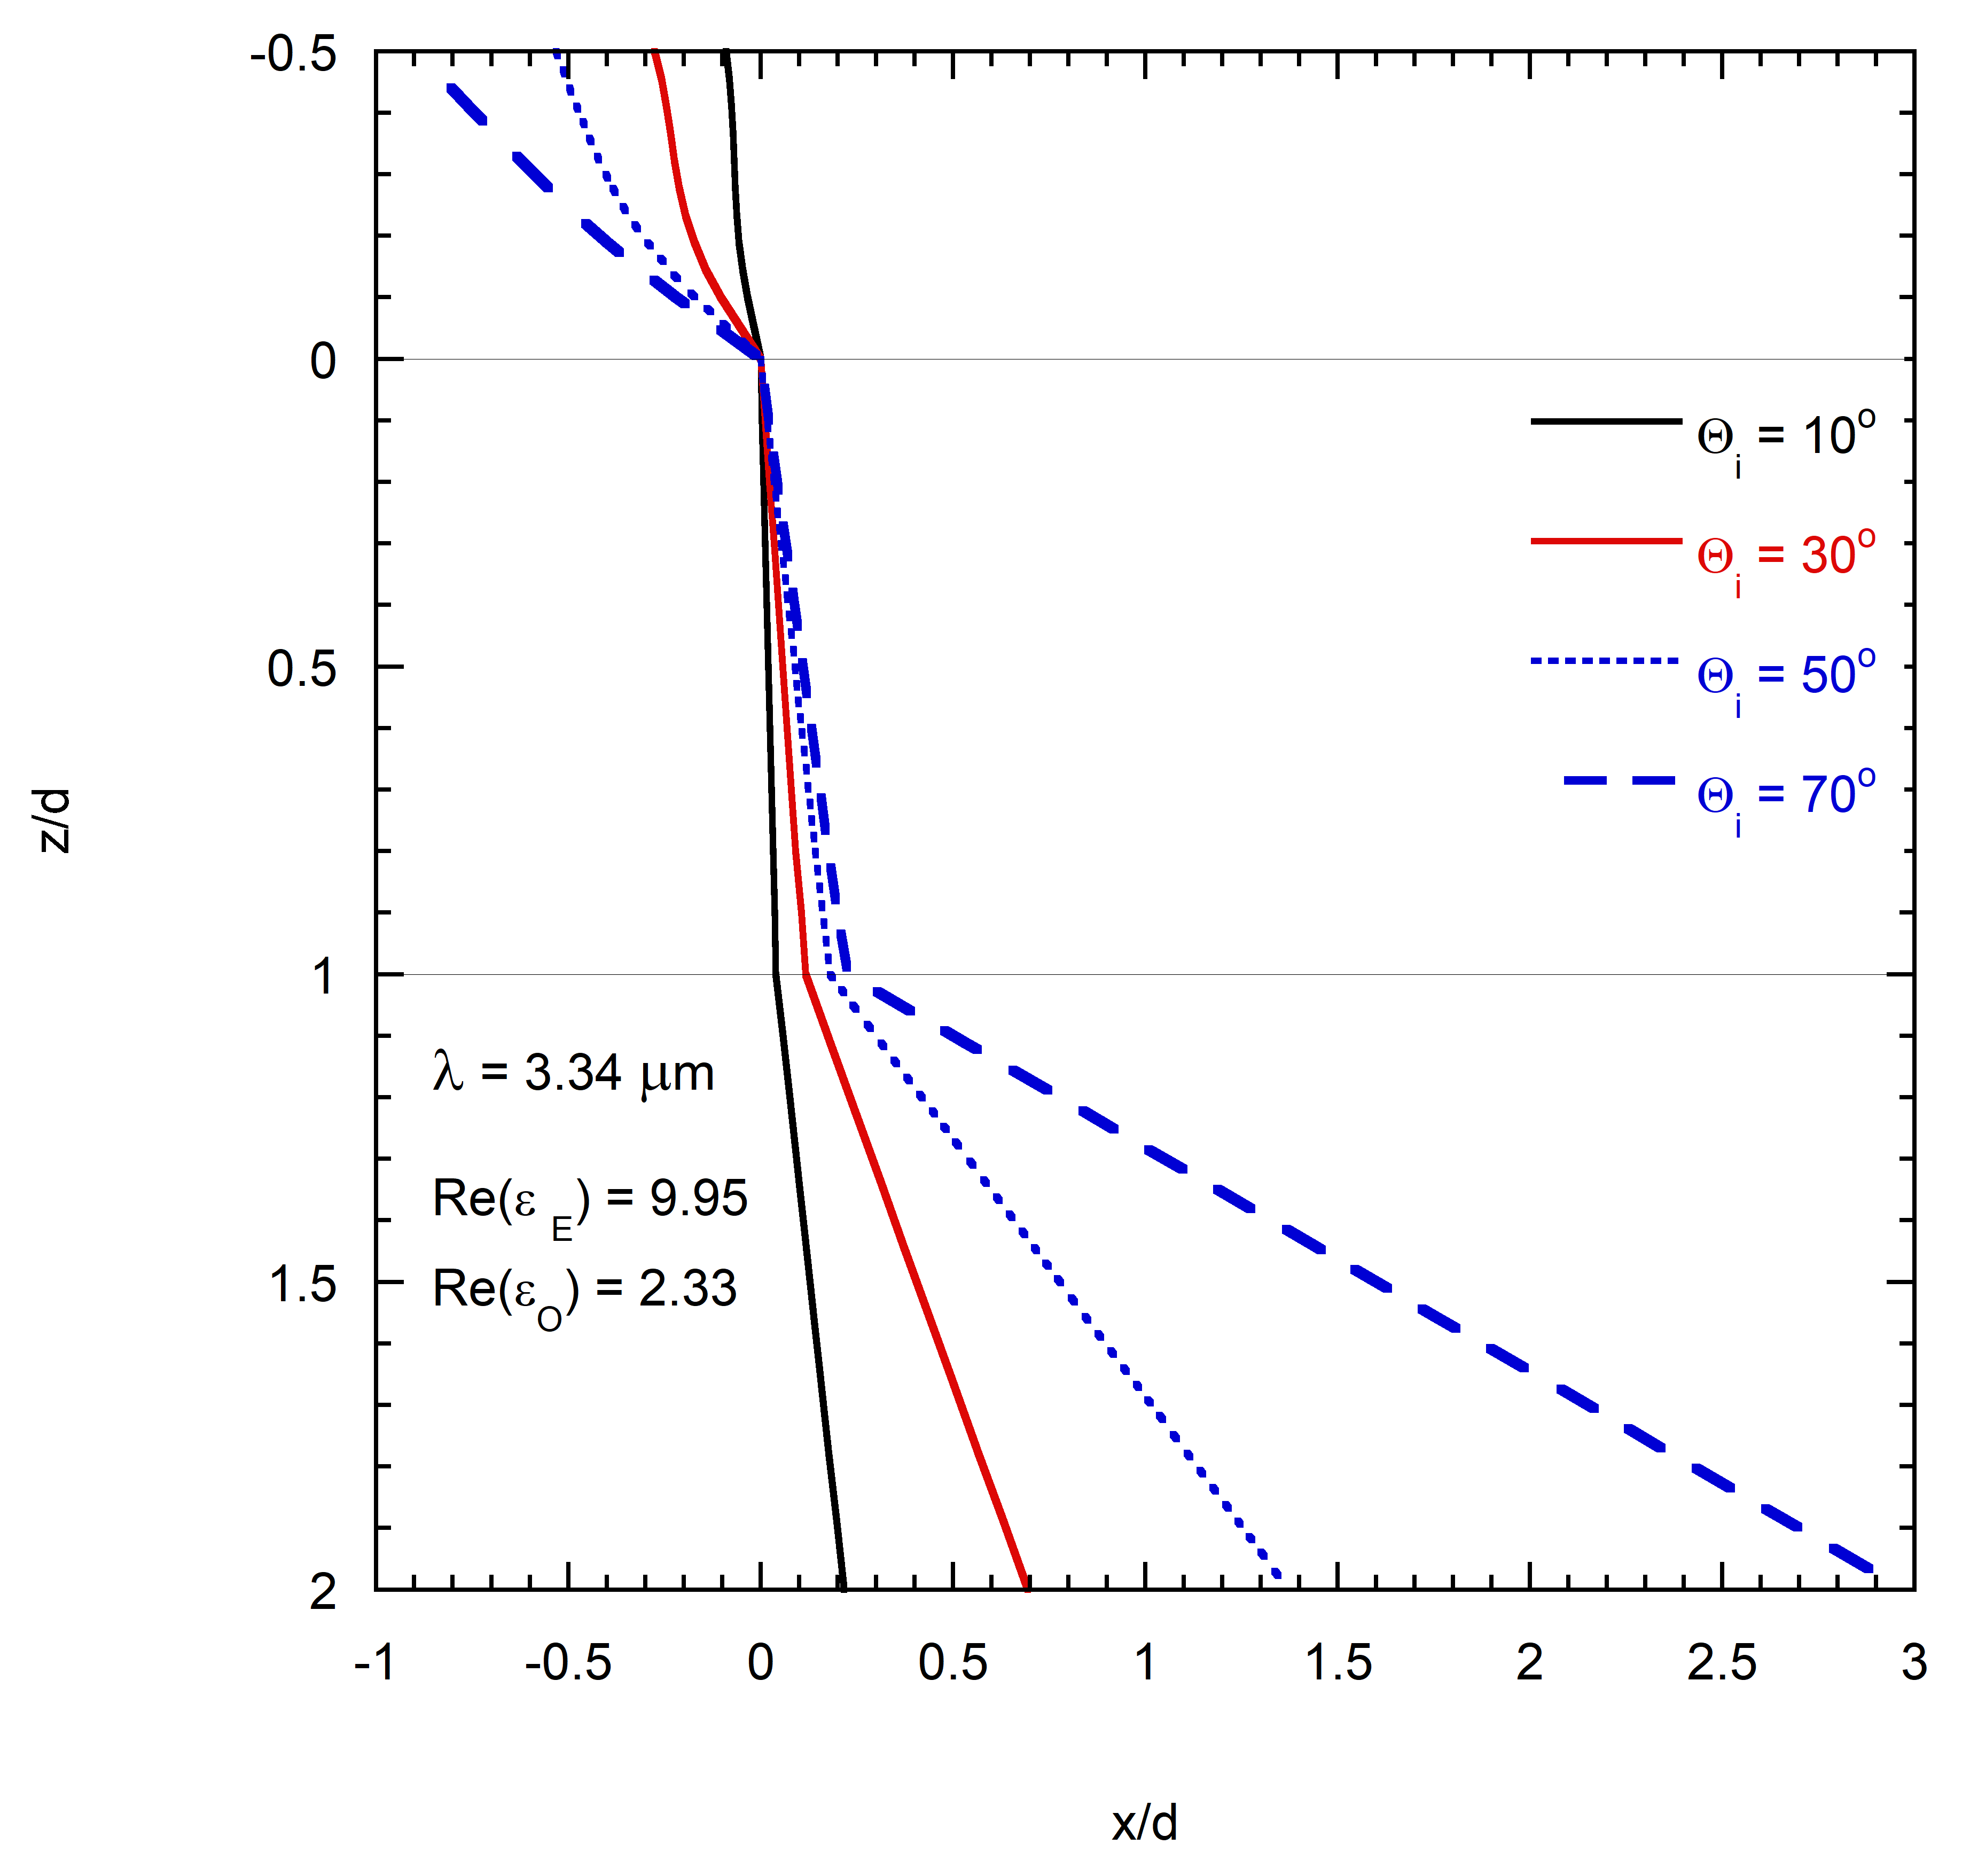 -0.5
0
0.5
1
1.5
2
z/d
Θi = 10o
Θi = 30o
Θi = 50o
Θi = 70o
λ = 3.34 μm
Re(εE) = 9.95
Re(εO) = 2.33
-1 -0.5 0 0.5 1 1.5 2 2.5 3
x/d